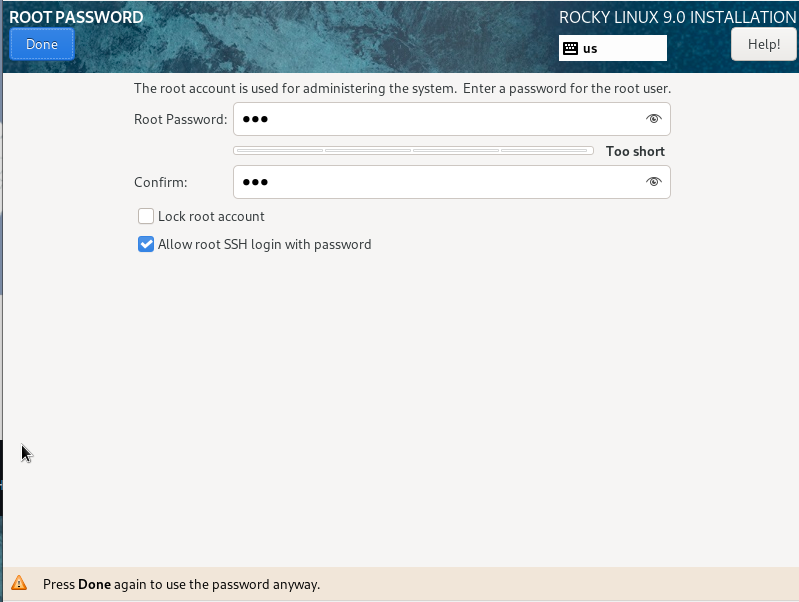 ROOT PASSWORD
ROCKY LINUX 9.0 INSTALLATION
Done
us
Help!
The root account is used for administering the system. Enter a password for the root user.
Root Password: ●●●
Too short
Confirm: ●●●
Lock root account
Allow root SSH login with password
Press Done again to use the password anyway.